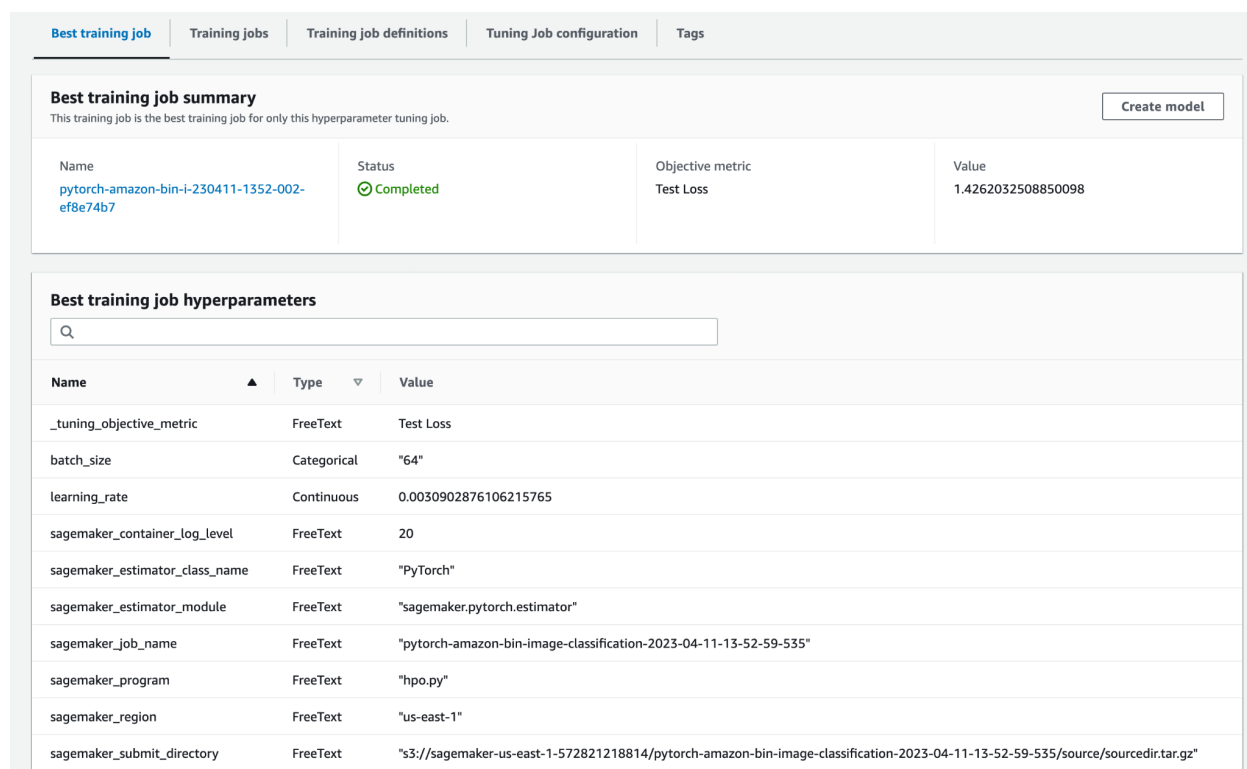 Best training job
Training jobs
Training job definitions
Tuning Job configuration
Tags
Best training job summary
This training job is the best training job for only this hyperparameter tuning job.
Create model
Name
pytorch-amazon-bin-i-230411-1352-002-
ef8e74b7
Status
Completed
Objective metric
Test Loss
Value
1.4262032508850098
Best training job hyperparameters
Name Type Value
_tuning_objective_metric FreeText Test Loss
batch_size Categorical "64"
learning_rate Continuous 0.0030902876106215765
sagemaker_container_log_level FreeText 20
sagemaker_estimator_class_name FreeText "PyTorch"
sagemaker_estimator_module FreeText "sagemaker.pytorch.estimator"
sagemaker_job_name FreeText "pytorch-amazon-bin-image-classification-2023-04-11-13-52-59-535"
sagemaker_program FreeText "hpo.py"
sagemaker_region FreeText "us-east-1"
sagemaker_submit_directory FreeText "s3://sagemaker-us-east-1-572821218814/pytorch-amazon-bin-image-classification-2023-04-11-13-52-59-535/source/sourcedir.tar.gz"